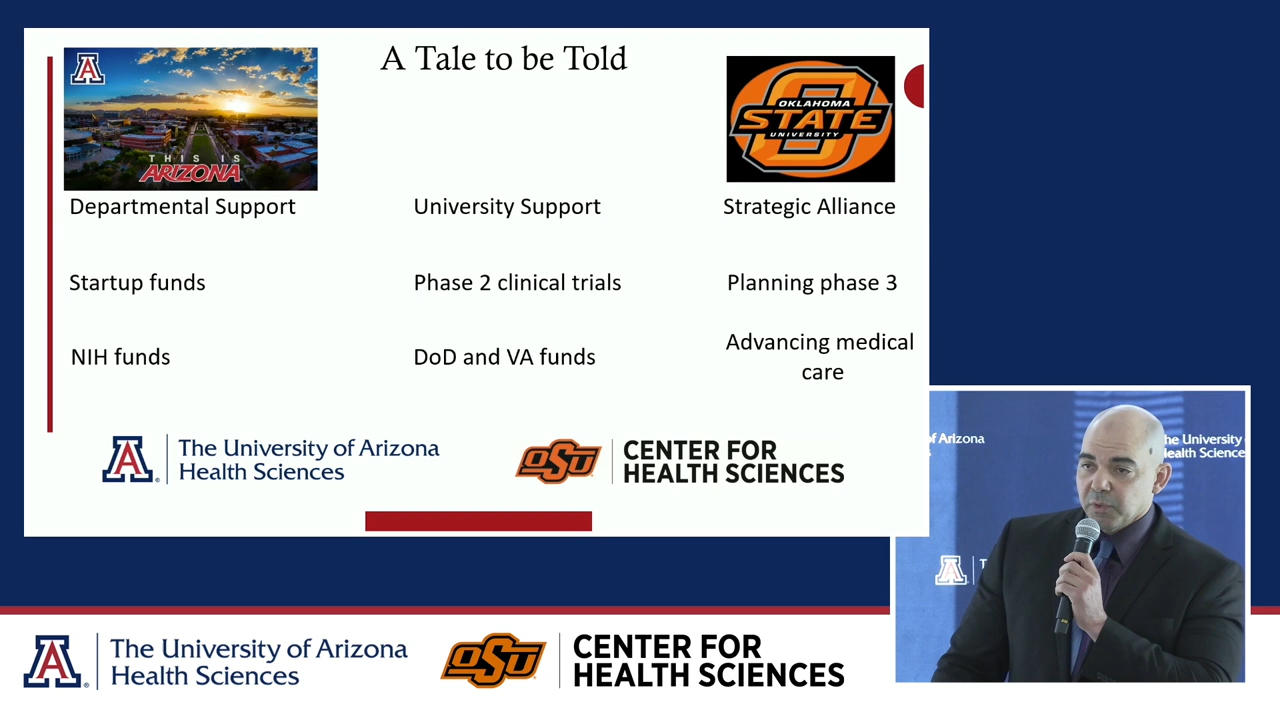 A Tale to be Told
A
THIS IS
ARIZONA
OKLAHOMA
STATE
UNIVERSITY
Departmental Support
University Support
Strategic Alliance
Startup funds
Phase 2 clinical trials
Planning phase 3
NIH funds
DoD and VA funds
Advancing medical
care
A
The University of Arizona
Health Sciences
OSU
CENTER FOR
HEALTH SCIENCES
of Arizona
he University
ealth Science
A
T
A
The University of Arizona
Health Sciences
OSU
CENTER FOR
HEALTH SCIENCES